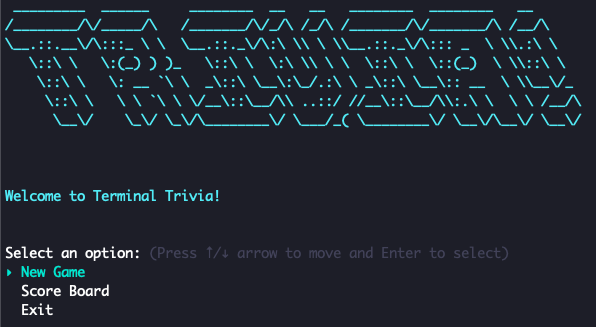 TRIVIA
Welcome to Terminal Trivia!
Select an option: (Press ↑/↓ arrow to move and Enter to select)
▸ New Game
Score Board
Exit